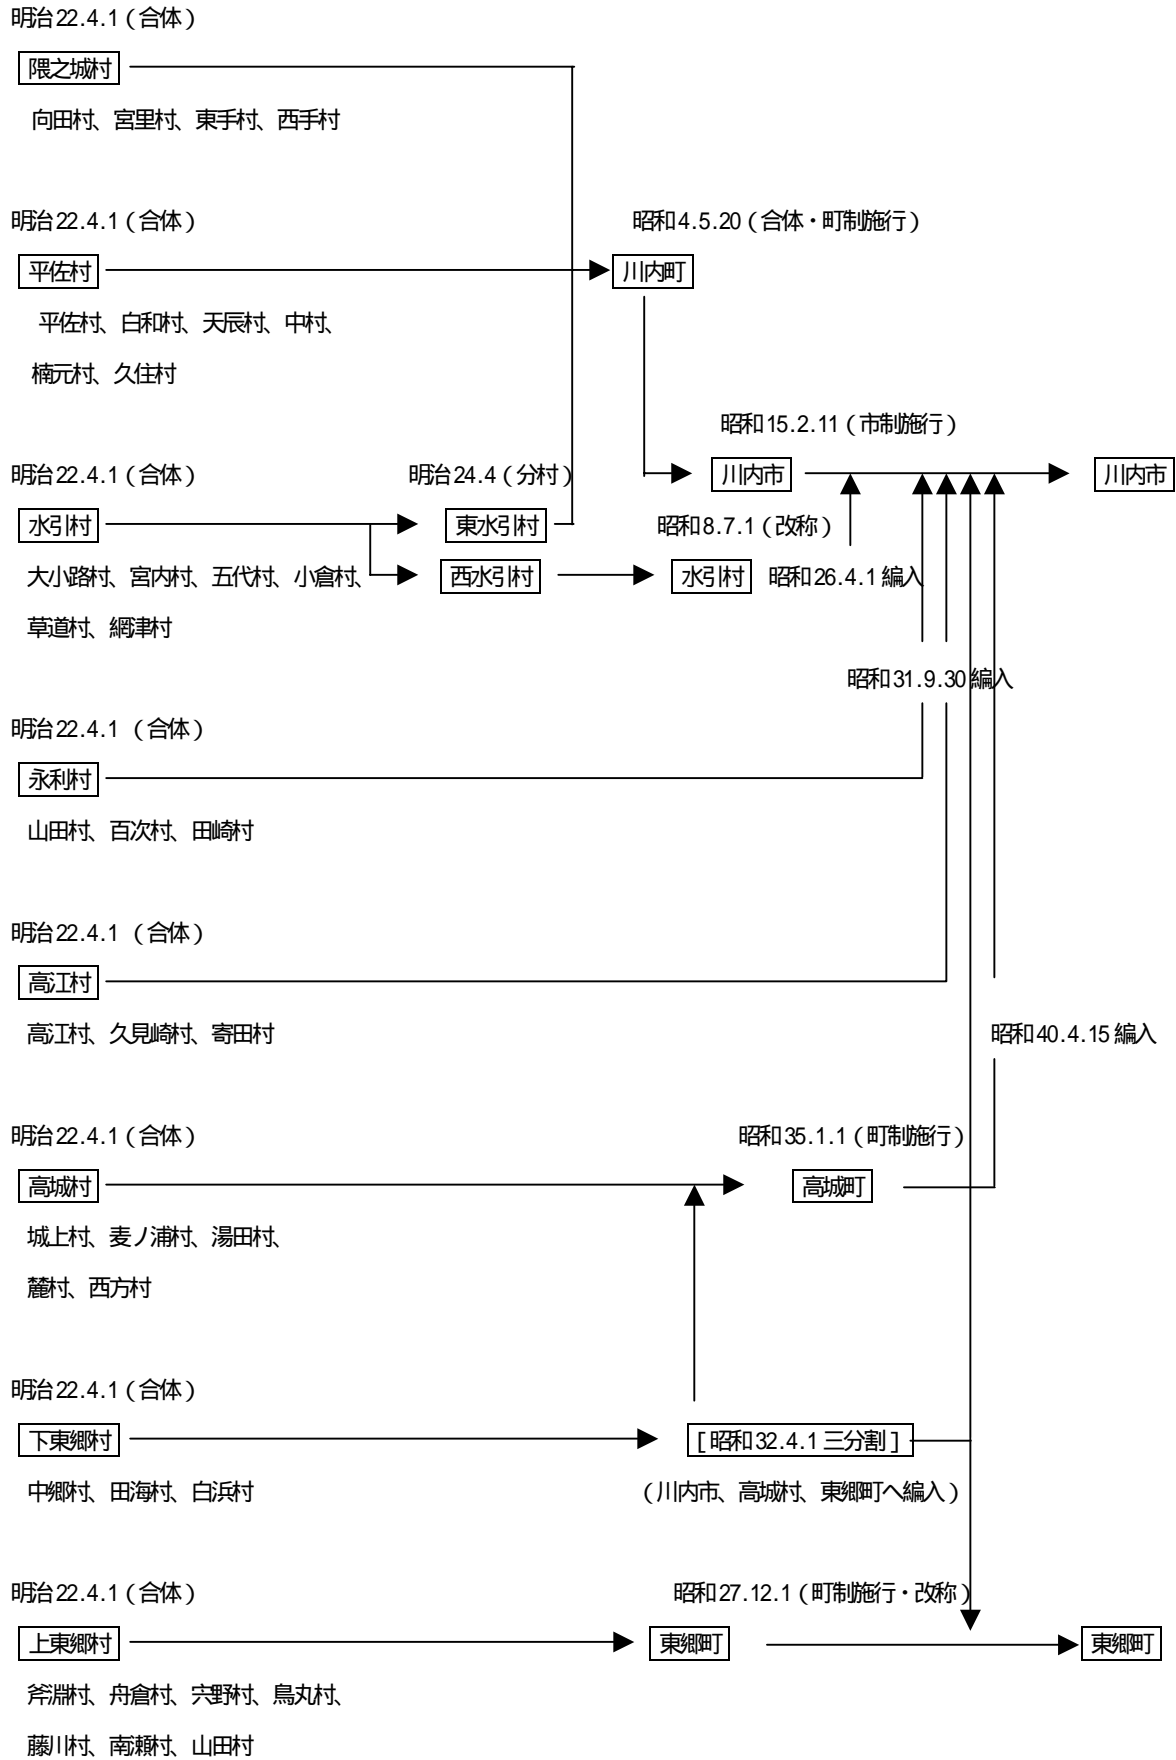 明治22.4.1(合体)
隈之城村
向田村、宮里村、東手村、西手村
明治22.4.1(合体)
昭和4.5.20(合体・町制施行)
平佐村
川内町
平佐村、白和村、天辰村、中村、
楠元村、久住村
昭和15.2.11(市制施行)
明治22.4.1(合体)
明治24.4(分村)
川内市
川内市
水引村
東水引村
昭和8.7.1(改称)
大小路村、宮内村、五代村、小倉村、
西水引村
水引村
昭和26.4.1編入
草道村、網津村
昭和31.9.30編入
明治22.4.1 (合体)
永利村
山田村、百次村、田崎村
明治22.4.1 (合体)
高江村
高江村、久見崎村、寄田村
昭和40.4.15編入
明治22.4.1(合体)
昭和35.1.1(町制施行)
高城村
高城町
城上村、麦ノ浦村、湯田村、
麓村、西方村
明治22.4.1(合体)
下東郷村
[昭和32.4.1三分割]
中郷村、田海村、白浜村
(川内市、高城村、東郷町へ編入)
明治22.4.1(合体)
昭和27.12.1(町制施行・改称)
上東郷村
東郷町
東郷町
斧淵村、舟倉村、宍野村、鳥丸村、
藤川村、南瀬村、山田村